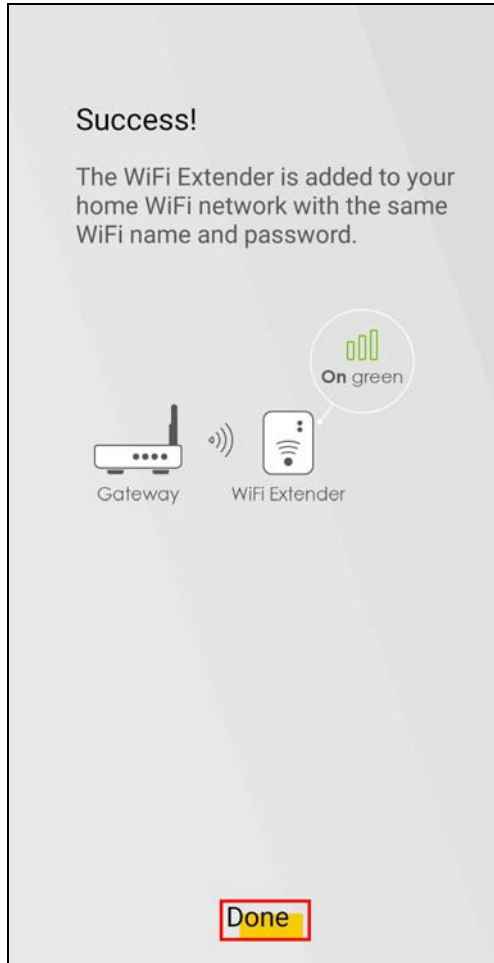 Success!
The WiFi Extender is added to your
home WiFi network with the same
WiFi name and password.
On green
Gateway
WiFi Extender
Done